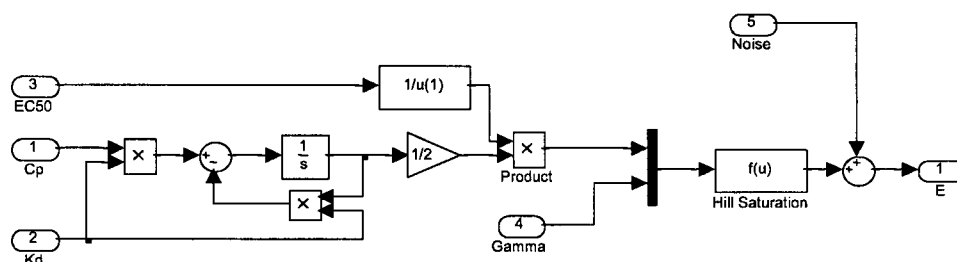 5
Noise
3
EC50
1/u(1)
1
Cp
×
+
−
1
s
1/2
×
Product
×
f(u)
Hill Saturation
+
+
1
E
4
Gamma
2
Kd